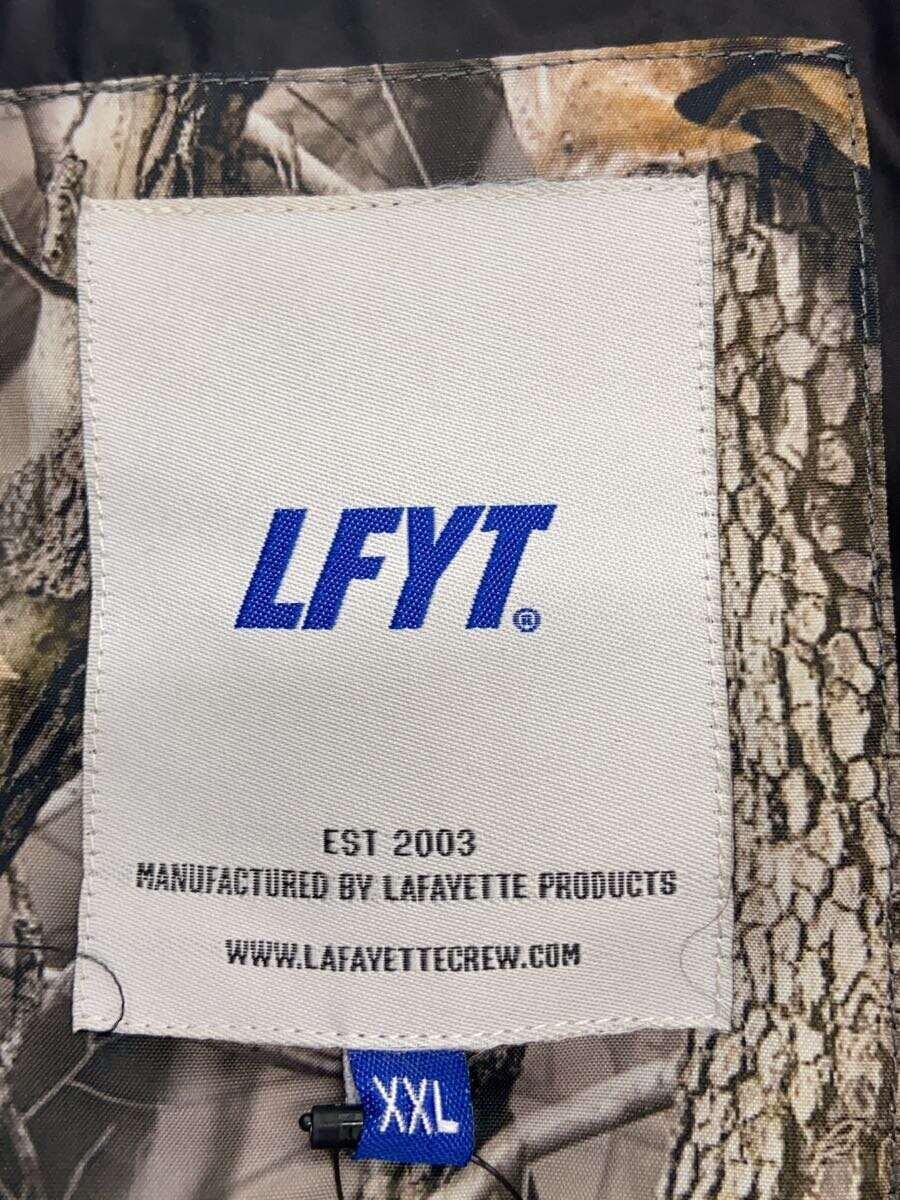 LFYT®
EST 2003
MANUFACTURED BY LAFAYETTE PRODUCTS
WWW.LAFAYETTECREW.COM
XXL